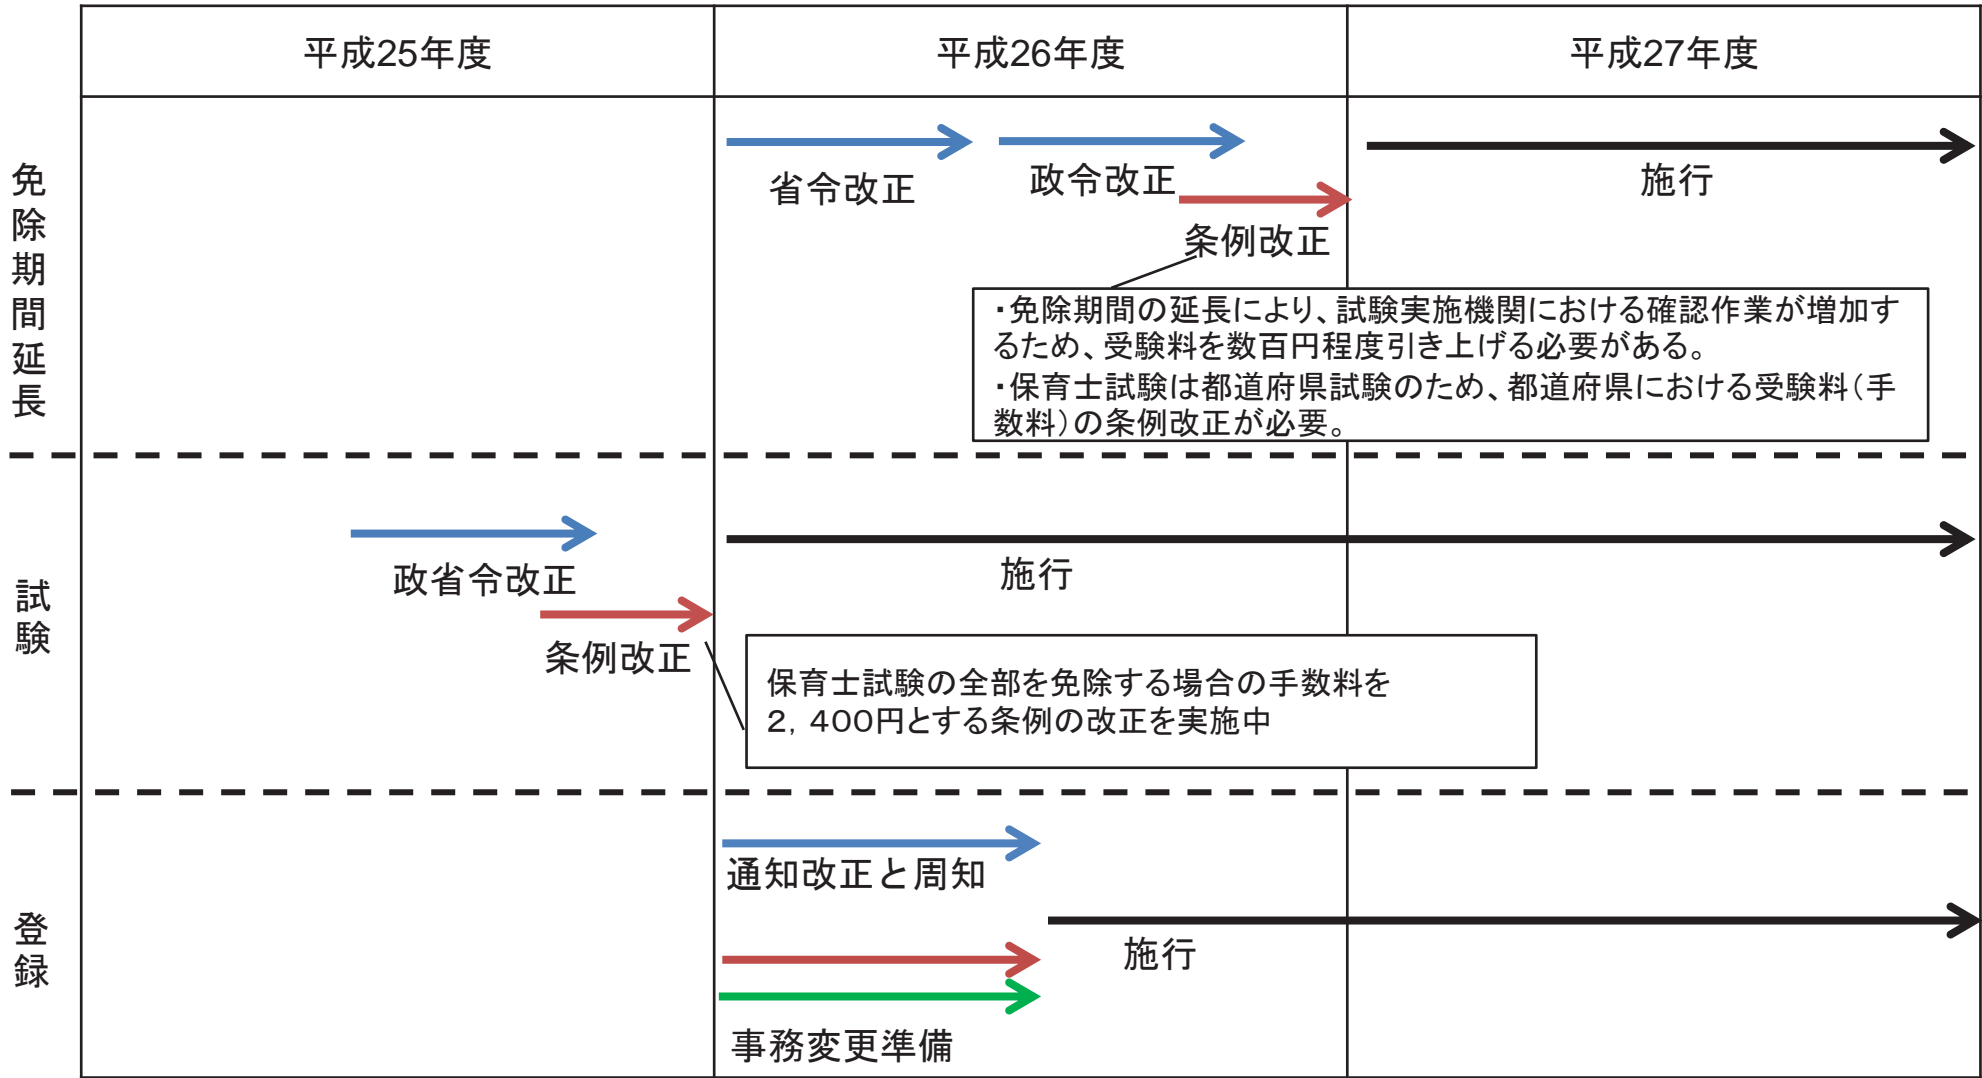 平成25年度
平成26年度
平成27年度
免除期間延長
省令改正
政令改正
施行
条例改正
・免除期間の延長により、試験実施機関における確認作業が増加す
るため、受験料を数百円程度引き上げる必要がある。
・保育士試験は都道府県試験のため、都道府県における受験料（手
数料）の条例改正が必要。
試験
政省令改正
施行
条例改正
保育士試験の全部を免除する場合の手数料を
２，４００円とする条例の改正を実施中
登録
通知改正と周知
施行
事務変更準備